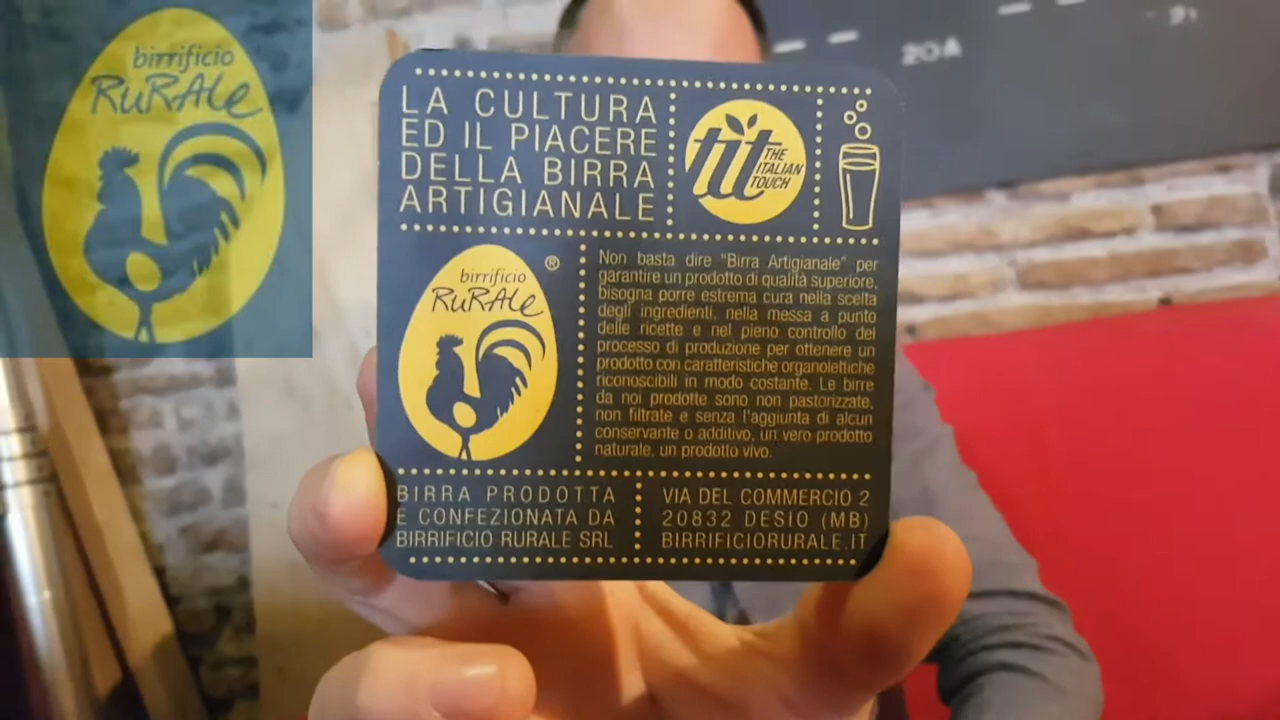 birrificio
RuRALe
20A
LA CULTURA
ED IL PIACERE
DELLA BIRRA
ARTIGIANALE
tit
THE
ITALIAN
TOUCH
birrificio
RuRALe
®
Non basta dire "Birra Artigianale" per
garantire un prodotto di qualità superiore,
bisogna porre estrema cura nella scelta
degli ingredienti, nella messa a punto
delle ricette e nel pieno controllo del
processo di produzione per ottenere un
prodotto con caratteristiche organolettiche
riconoscibili in modo costante. Le birre
da noi prodotte sono non pastorizzate,
non filtrate e senza l'aggiunta di alcun
conservante o additivo, un vero prodotto
naturale, un prodotto vivo.
BIRRA PRODOTTA
E CONFEZIONATA DA
BIRRIFICIO RURALE SRL
VIA DEL COMMERCIO 2
20832 DESIO (MB)
BIRRIFICIORURALE.IT